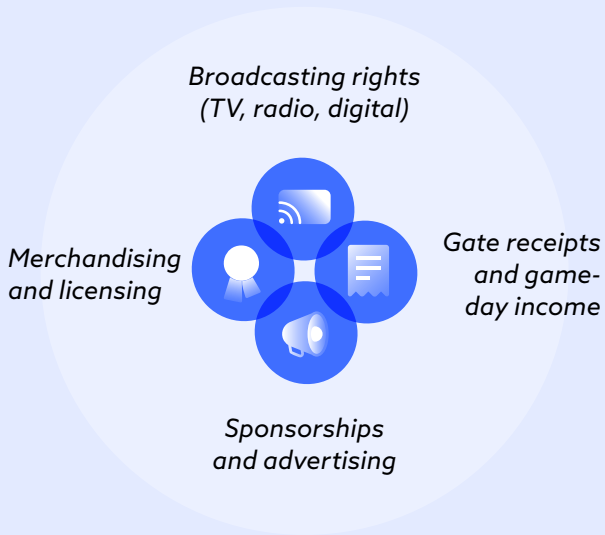 Broadcasting rights
(TV, radio, digital)
Merchandising
and licensing
Gate receipts
and game-
day income
Sponsorships
and advertising